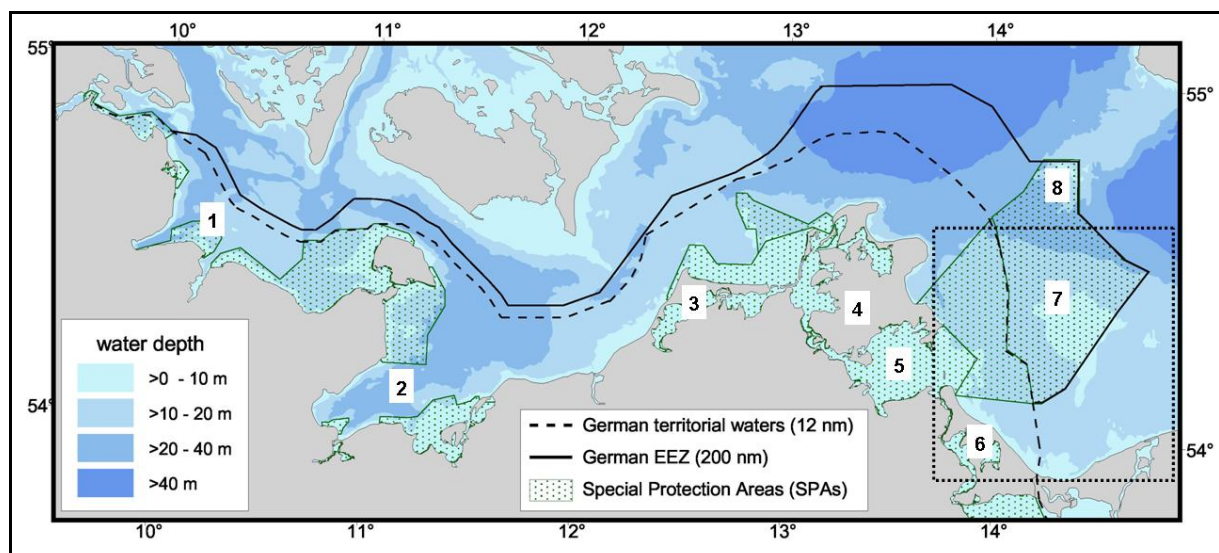 10° 11° 12° 13° 14°
55°
55°
1
8
7
3
4
5
2
6
54°
54°
water depth
>0 - 10 m
>10 - 20 m
>20 - 40 m
>40 m
German territorial waters (12 nm)
German EEZ (200 nm)
Special Protection Areas (SPAs)
10° 11° 12° 13° 14°